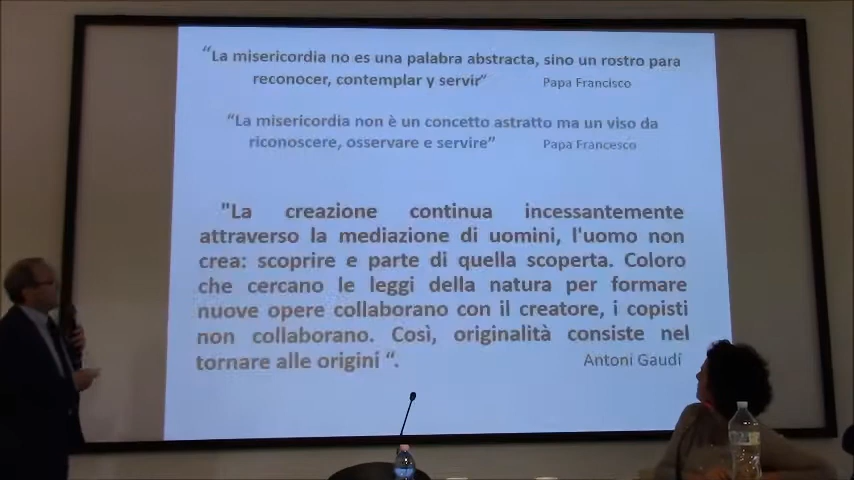 “La misericordia no es una palabra abstracta, sino un rostro para
reconocer, contemplar y servir” Papa Francisco
“La misericordia non è un concetto astratto ma un viso da
riconoscere, osservare e servire” Papa Francesco
"La creazione continua incessantemente
attraverso la mediazione di uomini, l'uomo non
crea: scoprire e parte di quella scoperta. Coloro
che cercano le leggi della natura per formare
nuove opere collaborano con il creatore, i copisti
non collaborano. Così, originalità consiste nel
tornare alle origini “. Antoni Gaudí